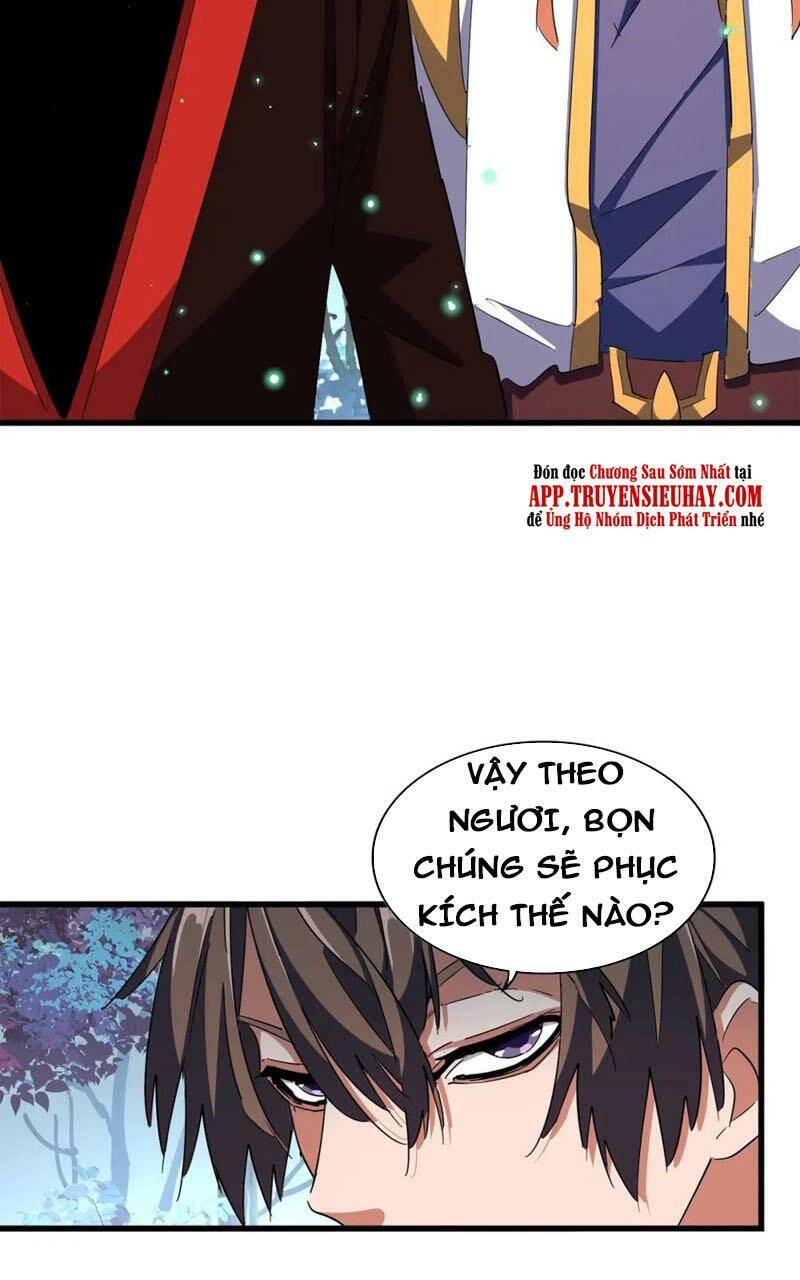 Đón đọc Chương Sau Sớm Nhất tại
APP.TRUYENSIEUHAY.COM
để Ủng Hộ Nhóm Dịch Phát Triển nhé
VẬY THEO
NGƯƠI, BỌN
CHÚNG SẼ PHỤC
KÍCH THẾ NÀO?